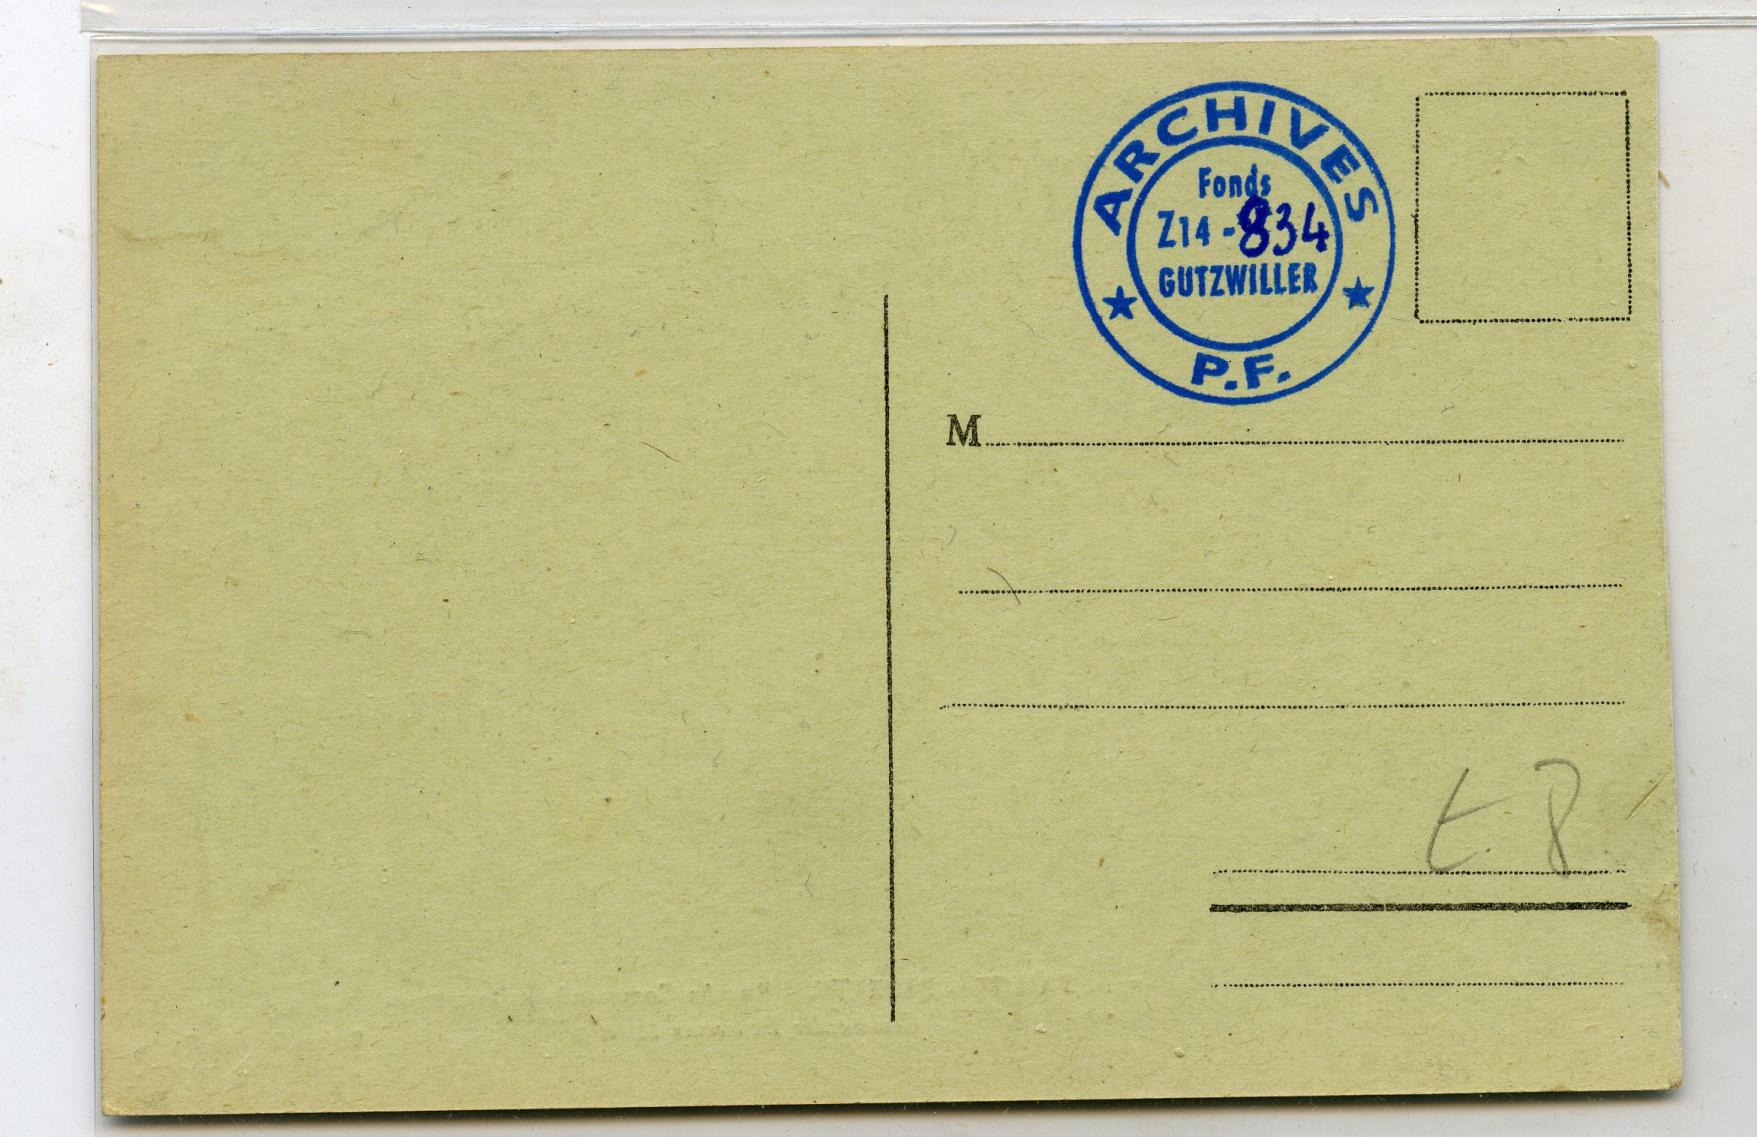 ARCHIVES
Fonds
Z14 - 834
GUTZWILLER
P.F.
M
t. 8